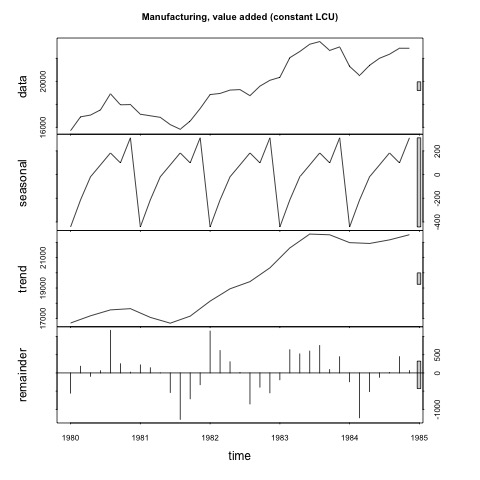 Manufacturing, value added (constant LCU)
data
16000 20000
seasonal
-400 -200 0 200
trend
17000 19000 21000
remainder
-1000 0 500
1980 1981 1982 1983 1984 1985
time